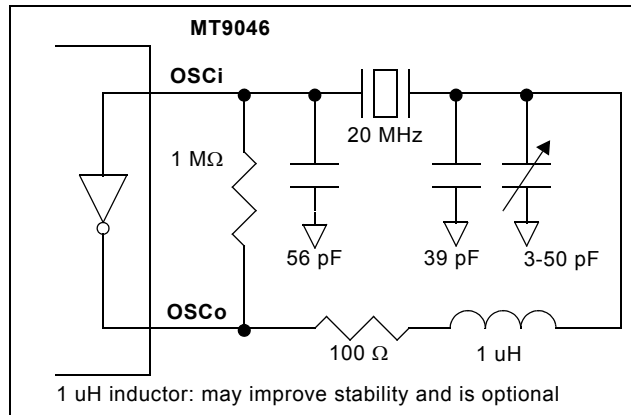 MT9046
OSCi
20 MHz
1 MΩ
56 pF
39 pF
3-50 pF
OSCo
100 Ω
1 uH
1 uH inductor: may improve stability and is optional